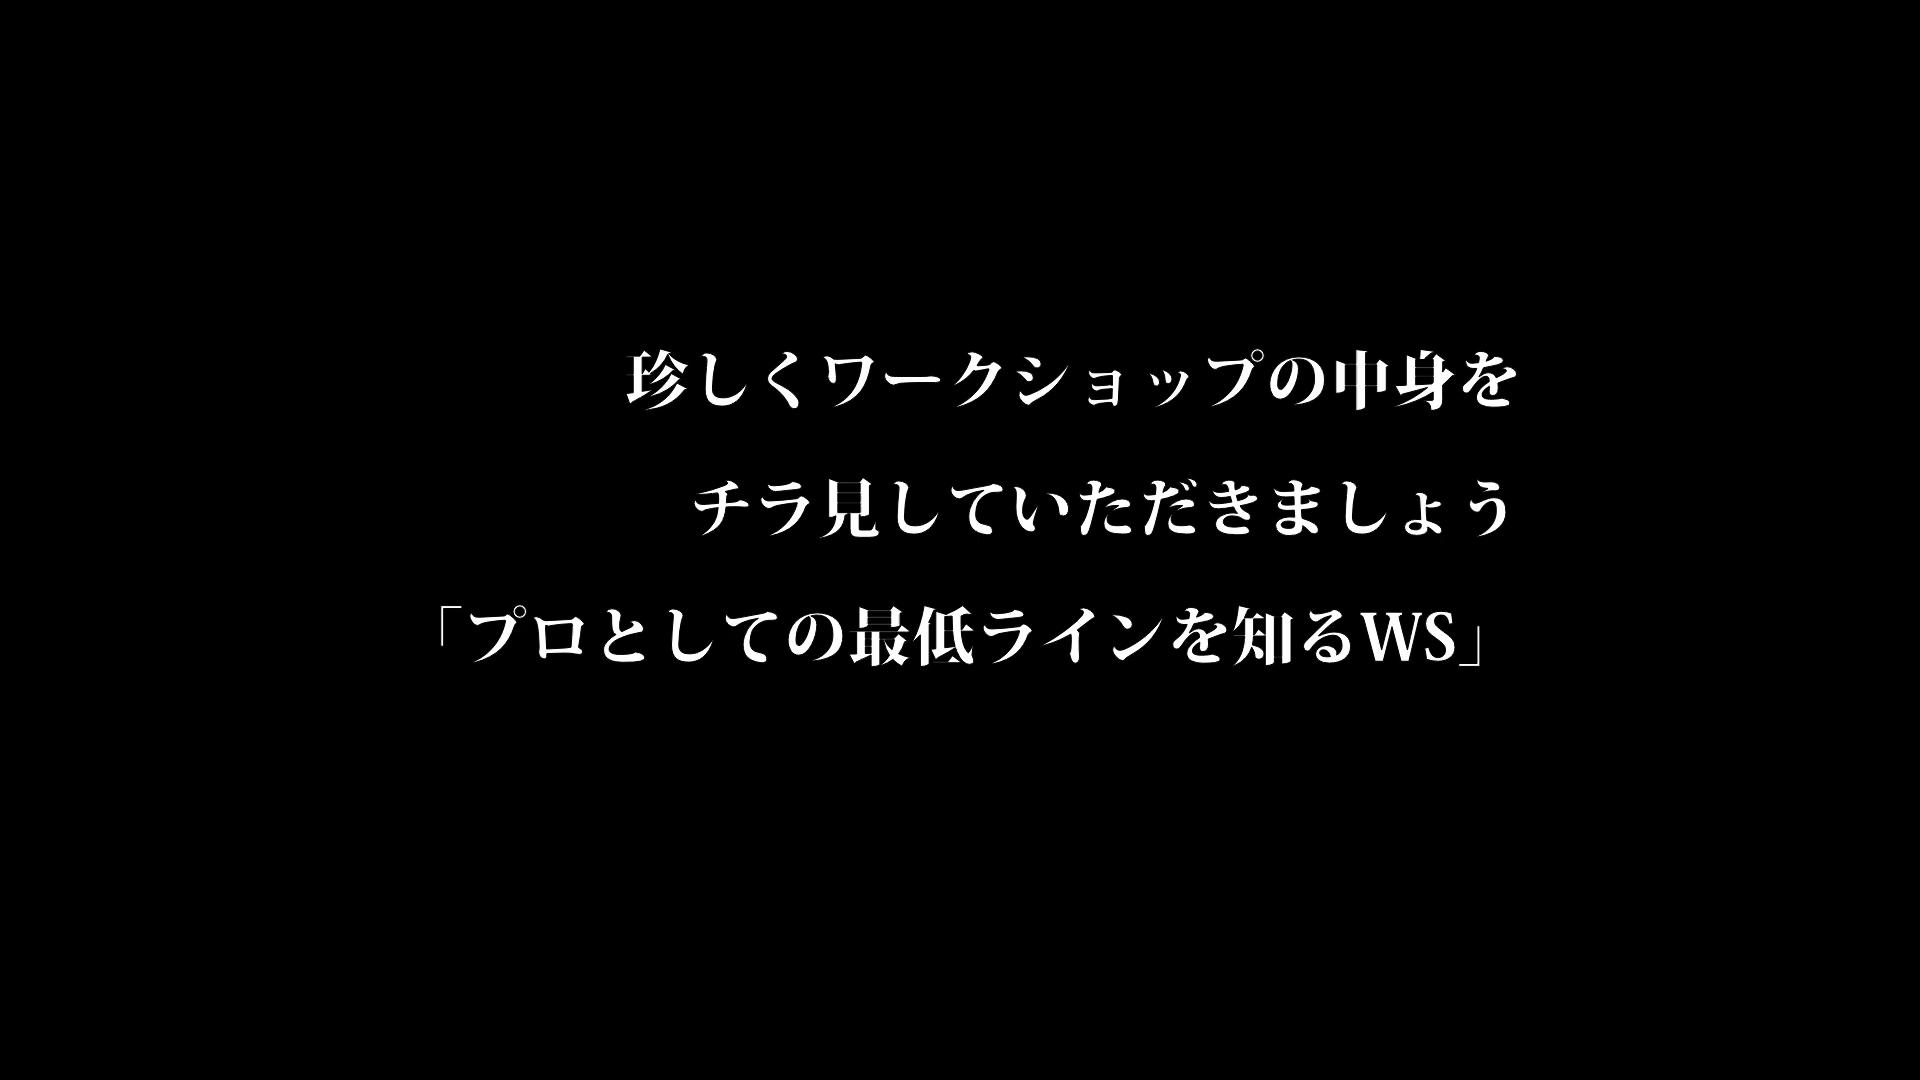 珍しくワークショップの中身を
チラ見していただきましょう
「プロとしての最低ラインを知るWS」